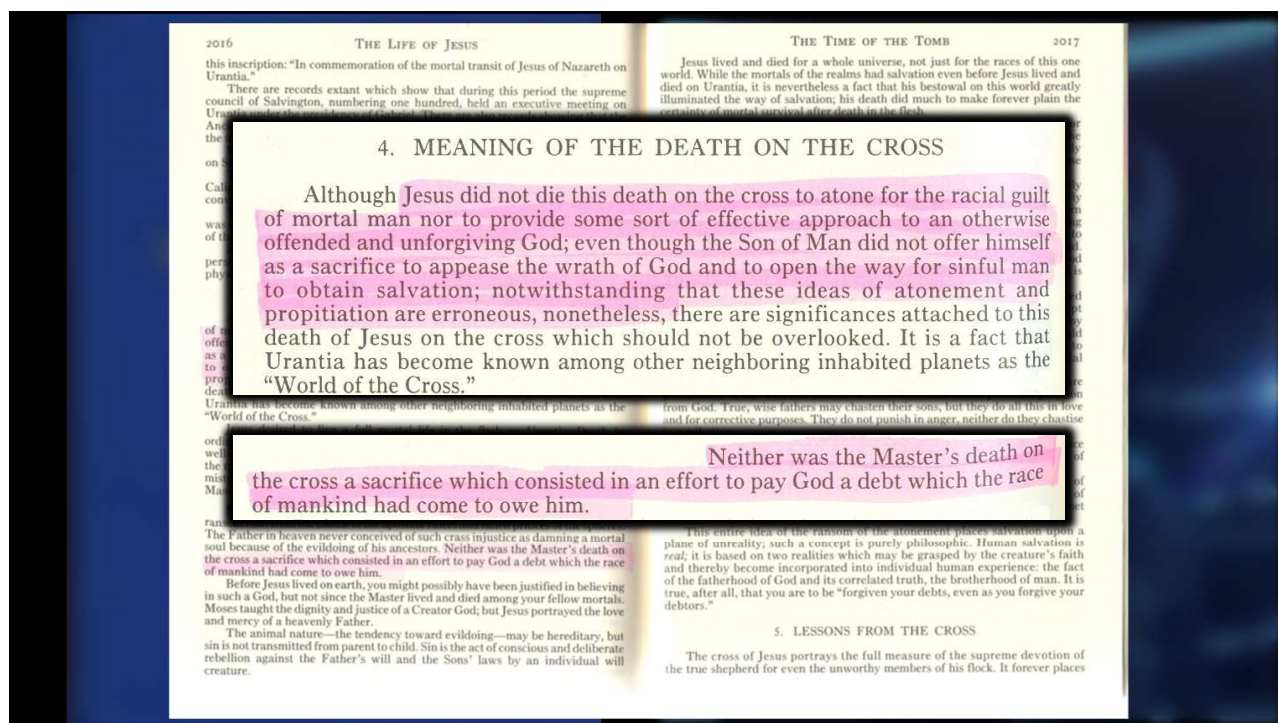 2016 THE LIFE OF JESUS
this inscription: “In commemoration of the mortal transit of Jesus of Nazareth on
Urantia.”
There are records extant which show that during this period the supreme
council of Salvington, numbering one hundred, held an executive meeting on
THE TIME OF THE TOMB 2017
Jesus lived and died for a whole universe, not just for the races of this one
world. While the mortals of the realms had salvation even before Jesus lived and
died on Urantia, it is nevertheless a fact that his bestowal on this world greatly
illuminated the way of salvation; his death did much to make forever plain the
certainty of mortal survival after death in the flesh.
4. MEANING OF THE DEATH ON THE CROSS
Although Jesus did not die this death on the cross to atone for the racial guilt
of mortal man nor to provide some sort of effective approach to an otherwise
offended and unforgiving God; even though the Son of Man did not offer himself
as a sacrifice to appease the wrath of God and to open the way for sinful man
to obtain salvation; notwithstanding that these ideas of atonement and
propitiation are erroneous, nonetheless, there are significances attached to this
death of Jesus on the cross which should not be overlooked. It is a fact that
Urantia has become known among other neighboring inhabited planets as the
“World of the Cross.”
Urantia has become known among other neighboring inhabited planets as the
“World of the Cross.”
from God. True, wise fathers may chasten their sons, but they do all this in love
and for corrective purposes. They do not punish in anger, neither do they chastise
Neither was the Master’s death on
the cross a sacrifice which consisted in an effort to pay God a debt which the race
of mankind had come to owe him.
The Father in heaven never conceived of such crass injustice as damning a mortal
soul because of the evildoing of his ancestors. Neither was the Master’s death on
the cross a sacrifice which consisted in an effort to pay God a debt which the race
of mankind had come to owe him.
Before Jesus lived on earth, you might possibly have been justified in believing
in such a God, but not since the Master lived and died among your fellow mortals.
Moses taught the dignity and justice of a Creator God; but Jesus portrayed the love
and mercy of a heavenly Father.
The animal nature—the tendency toward evildoing—may be hereditary, but
sin is not transmitted from parent to child. Sin is the act of conscious and deliberate
rebellion against the Father’s will and the Sons’ laws by an individual will
creature.
This entire idea of the ransom of the atonement places salvation upon a
plane of unreality; such a concept is purely philosophic. Human salvation is
real; it is based on two realities which may be grasped by the creature’s faith
and thereby become incorporated into individual human experience: the fact
of the fatherhood of God and its correlated truth, the brotherhood of man. It is
true, after all, that you are to be “forgiven your debts, even as you forgive your
debtors.”
5. LESSONS FROM THE CROSS
The cross of Jesus portrays the full measure of the supreme devotion of
the true shepherd for even the unworthy members of his flock. It forever places